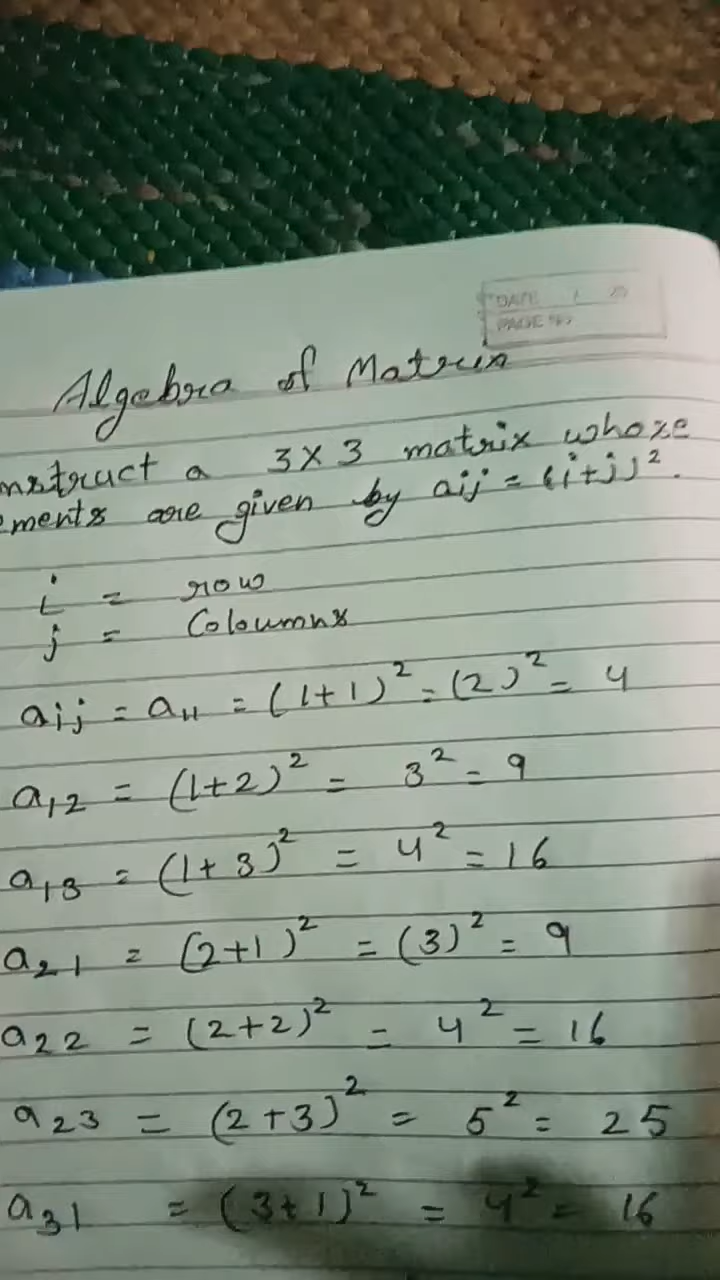 DATE
PAGE No.
Algebra of Matrix
nstruct a 3×3 matrix whose
ements are given by aij = (i+j)².
i = row
j = Coloumns
aij = a₁₁ = (1+1)² = (2)² = 4
a₁₂ = (1+2)² = 3² = 9
a₁₃ = (1+3)² = 4² = 16
a₂₁ = (2+1)² = (3)² = 9
a₂₂ = (2+2)² = 4² = 16
a₂₃ = (2+3)² = 5² = 25
a₃₁ = (3+1)² = 4² = 16